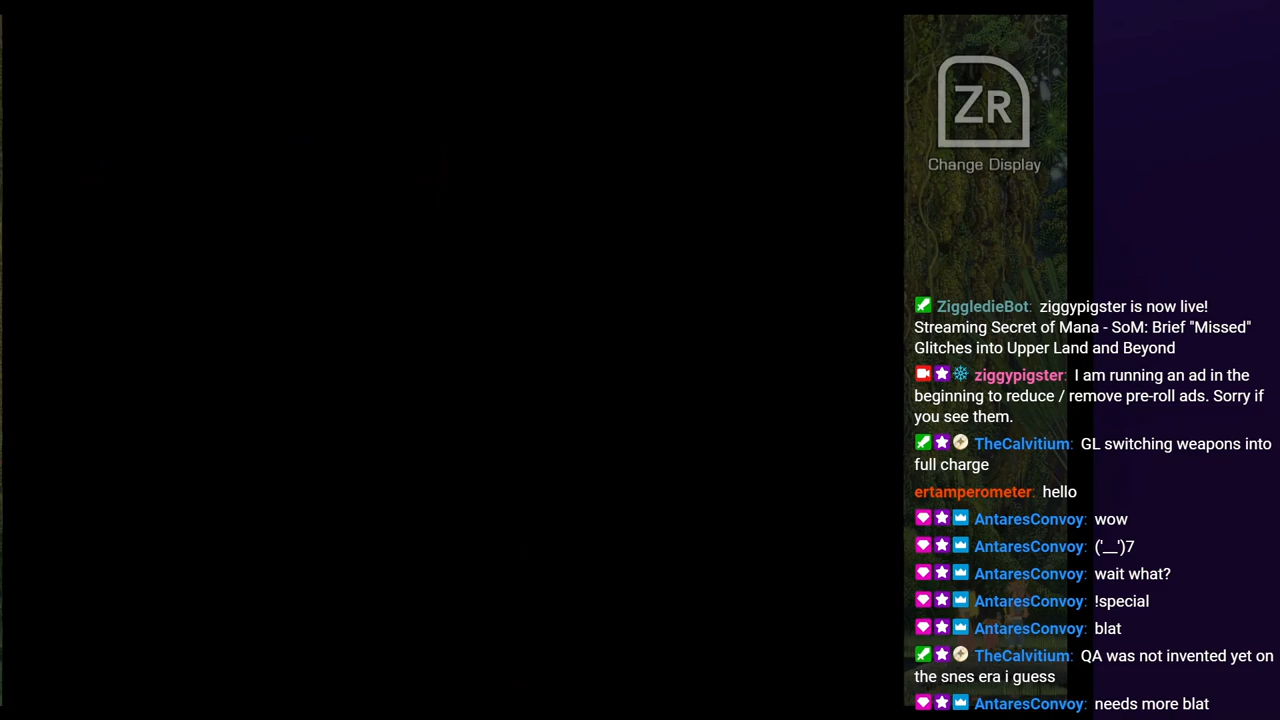 ZR
Change Display
ZiggledieBot: ziggypigster is now live!
Streaming Secret of Mana - SoM: Brief "Missed"
Glitches into Upper Land and Beyond
ziggypigster: I am running an ad in the
beginning to reduce / remove pre-roll ads. Sorry if
you see them.
TheCalvitium: GL switching weapons into
full charge
ertamperometer: hello
AntaresConvoy: wow
AntaresConvoy: ('__')7
AntaresConvoy: wait what?
AntaresConvoy: !special
AntaresConvoy: blat
TheCalvitium: QA was not invented yet on
the snes era i guess
AntaresConvoy: needs more blat